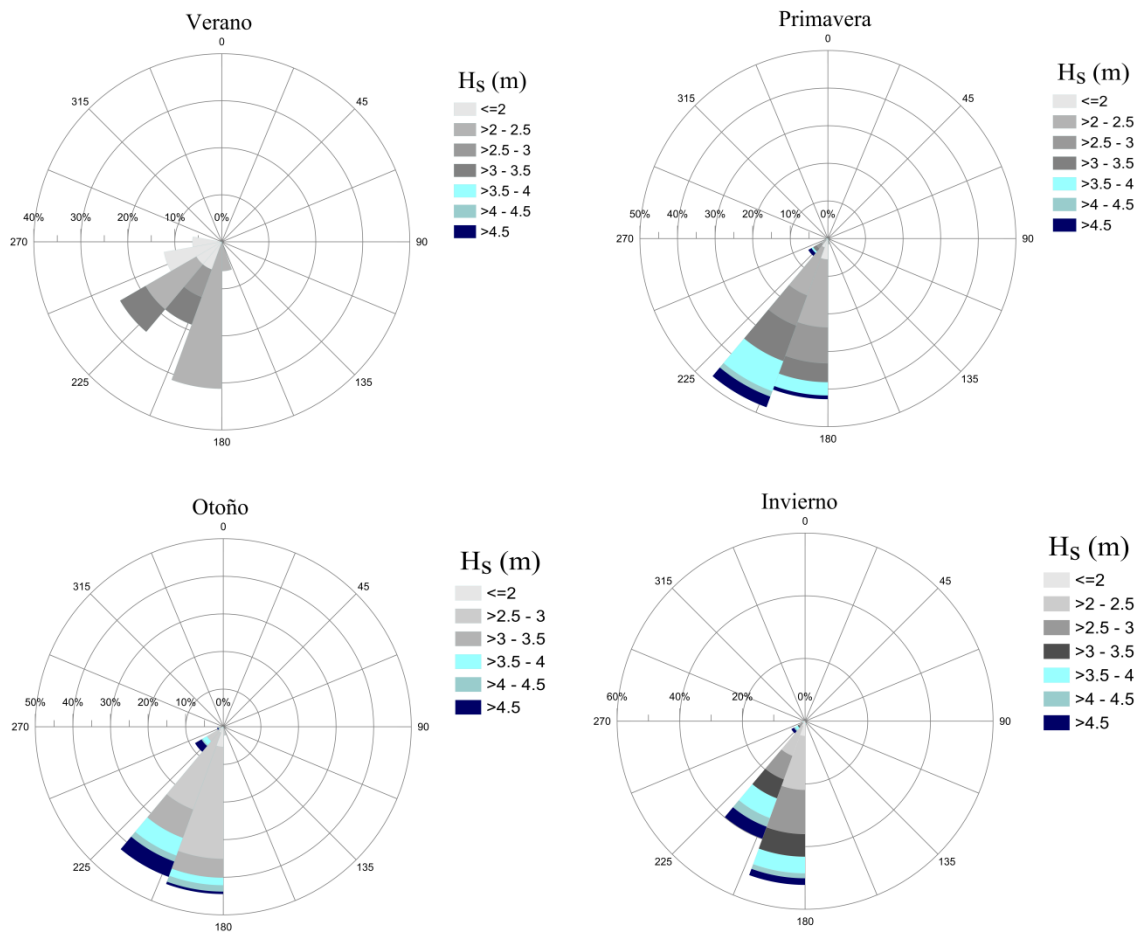 Verano
0
315
45
40% 30% 20% 10% 0%
270
90
225
135
180
Hs (m)
<=2
>2 - 2.5
>2.5 - 3
>3 - 3.5
>3.5 - 4
>4 - 4.5
>4.5
Primavera
0
315
45
50% 40% 30% 20% 10% 0%
270
90
225
135
180
Hs (m)
<=2
>2 - 2.5
>2.5 - 3
>3 - 3.5
>3.5 - 4
>4 - 4.5
>4.5
Otoño
0
315
45
50% 40% 30% 20% 10% 0%
270
90
225
135
180
Hs (m)
<=2
>2.5 - 3
>3 - 3.5
>3.5 - 4
>4 - 4.5
>4.5
Invierno
0
315
45
60% 40% 20% 0%
270
90
225
135
180
Hs (m)
<=2
>2 - 2.5
>2.5 - 3
>3 - 3.5
>3.5 - 4
>4 - 4.5
>4.5